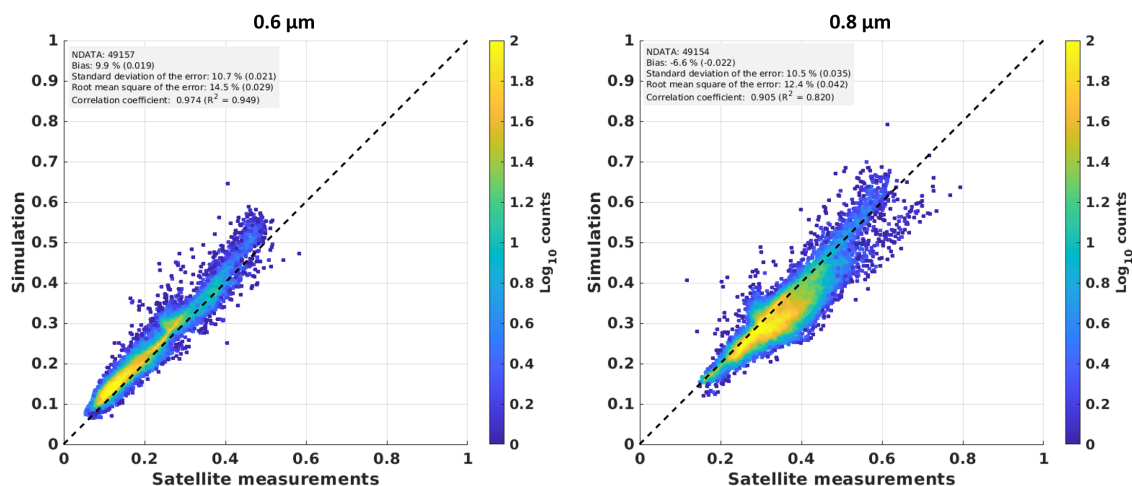 0.6 µm
NDATA: 49157
Bias: 9.9 % (0.019)
Standard deviation of the error: 10.7 % (0.021)
Root mean square of the error: 14.5 % (0.029)
Correlation coefficient: 0.974 (R² = 0.949)
1
0.9
0.8
0.7
0.6
0.5
0.4
0.3
0.2
0.1
0
Simulation
0 0.2 0.4 0.6 0.8 1
Satellite measurements
2
1.8
1.6
1.4
1.2
1
0.8
0.6
0.4
0.2
0
Log₁₀ counts
0.8 µm
NDATA: 49154
Bias: -6.6 % (-0.022)
Standard deviation of the error: 10.5 % (0.035)
Root mean square of the error: 12.4 % (0.042)
Correlation coefficient: 0.905 (R² = 0.820)
1
0.9
0.8
0.7
0.6
0.5
0.4
0.3
0.2
0.1
0
Simulation
0 0.2 0.4 0.6 0.8 1
Satellite measurements
2
1.8
1.6
1.4
1.2
1
0.8
0.6
0.4
0.2
0
Log₁₀ counts